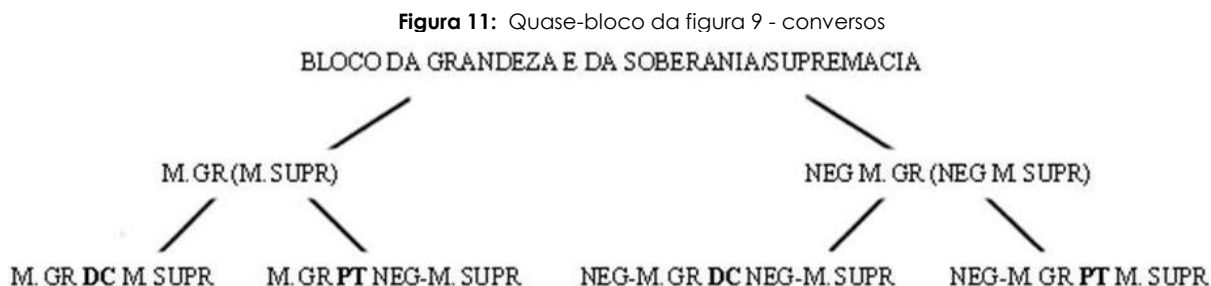 Figura 11: Quase-bloco da figura 9 - conversos
BLOCO DA GRANDEZA E DA SOBERANIA/SUPREMACIA
M. GR (M. SUPR)
NEG M. GR (NEG M. SUPR)
M. GR DC M. SUPR
M. GR PT NEG-M. SUPR
NEG-M. GR DC NEG-M. SUPR
NEG-M. GR PT M. SUPR